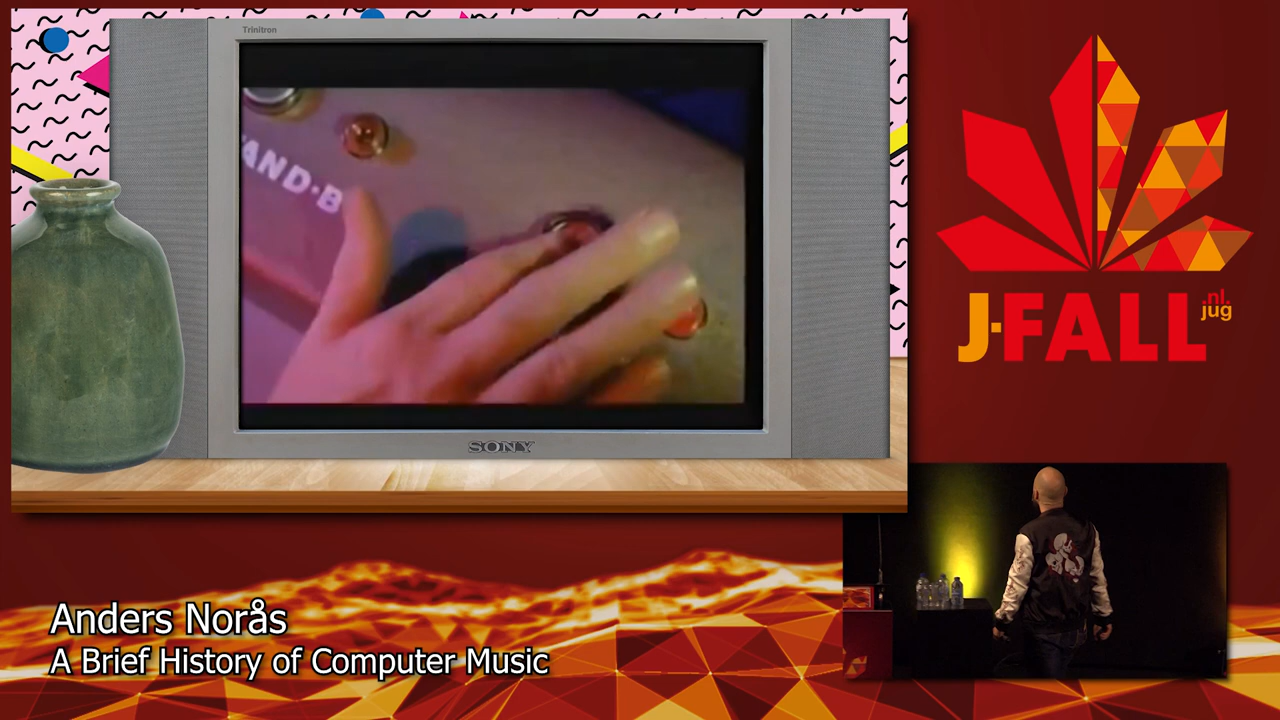 Trinitron
AND·B
SONY
J·FALL
nl.
jug
Anders Norås
A Brief History of Computer Music